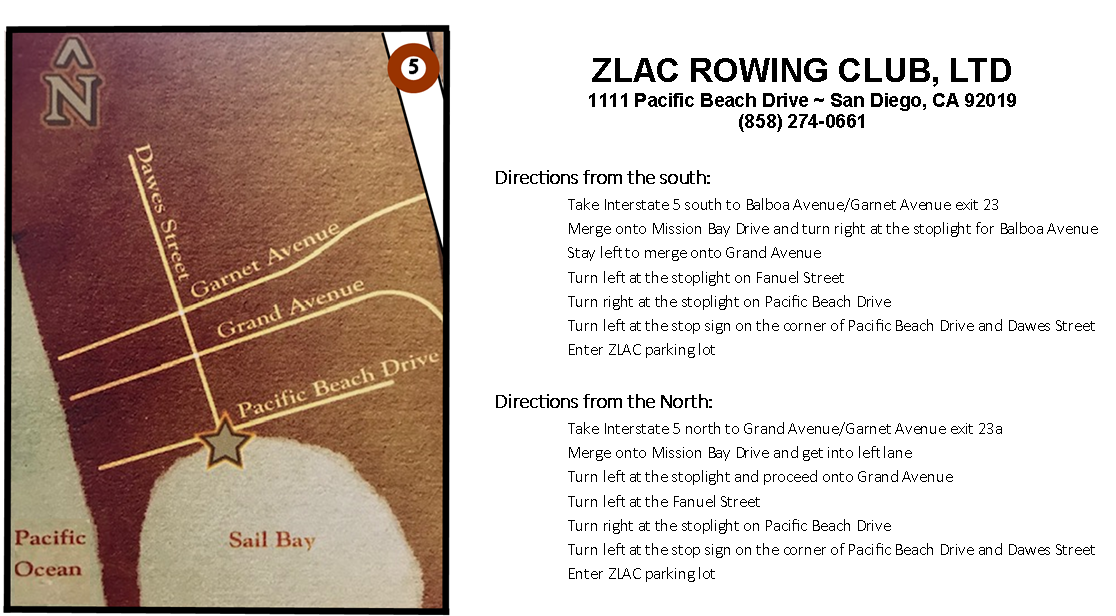 N
5
Dawes Street
Garnet Avenue
Grand Avenue
Pacific Beach Drive
Sail Bay
Pacific
Ocean
ZLAC ROWING CLUB, LTD
1111 Pacific Beach Drive ~ San Diego, CA 92019
(858) 274-0661
Directions from the south:
Take Interstate 5 south to Balboa Avenue/Garnet Avenue exit 23
Merge onto Mission Bay Drive and turn right at the stoplight for Balboa Avenue
Stay left to merge onto Grand Avenue
Turn left at the stoplight on Fanuel Street
Turn right at the stoplight on Pacific Beach Drive
Turn left at the stop sign on the corner of Pacific Beach Drive and Dawes Street
Enter ZLAC parking lot
Directions from the North:
Take Interstate 5 north to Grand Avenue/Garnet Avenue exit 23a
Merge onto Mission Bay Drive and get into left lane
Turn left at the stoplight and proceed onto Grand Avenue
Turn left at the Fanuel Street
Turn right at the stoplight on Pacific Beach Drive
Turn left at the stop sign on the corner of Pacific Beach Drive and Dawes Street
Enter ZLAC parking lot